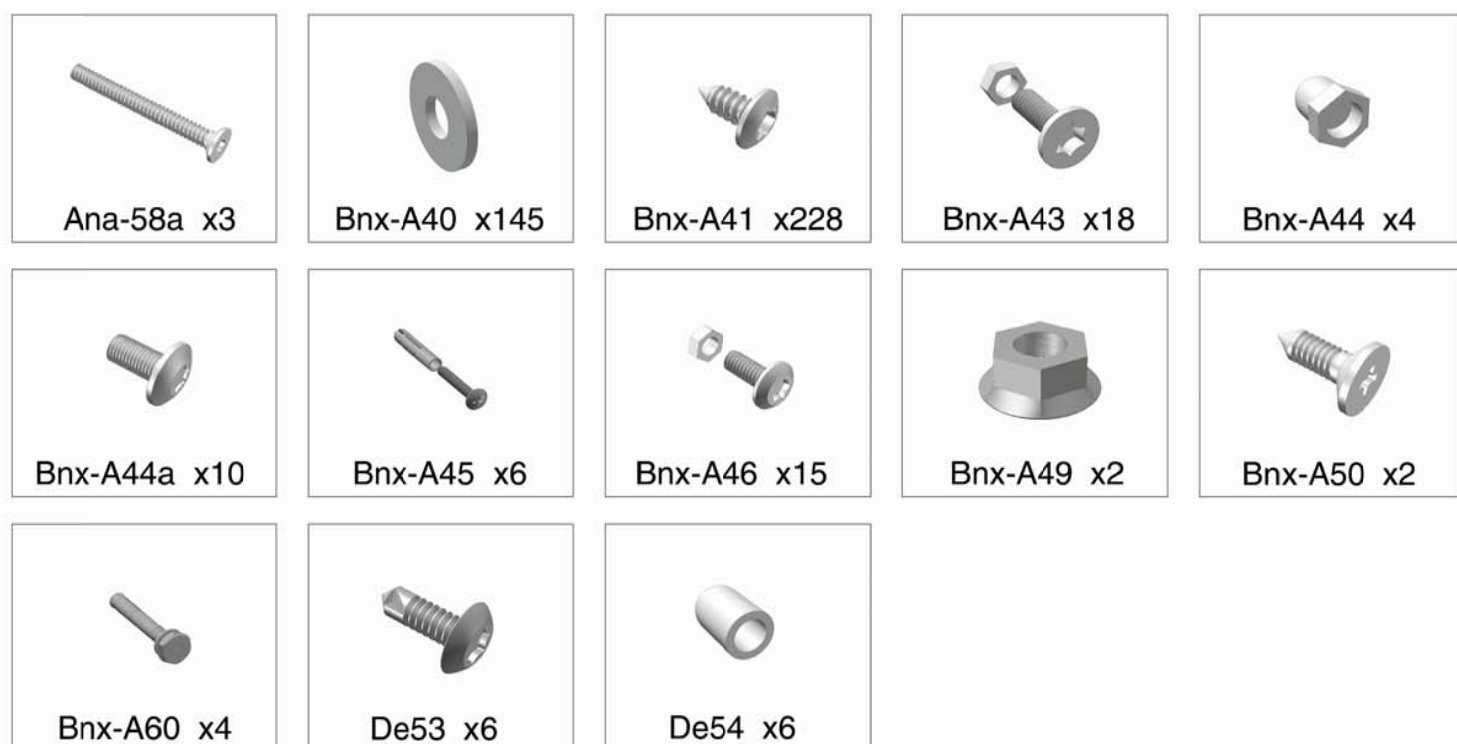 Ana-58a x3
Bnx-A40 x145
Bnx-A41 x228
Bnx-A43 x18
Bnx-A44 x4
Bnx-A44a x10
Bnx-A45 x6
Bnx-A46 x15
Bnx-A49 x2
Bnx-A50 x2
Bnx-A60 x4
De53 x6
De54 x6